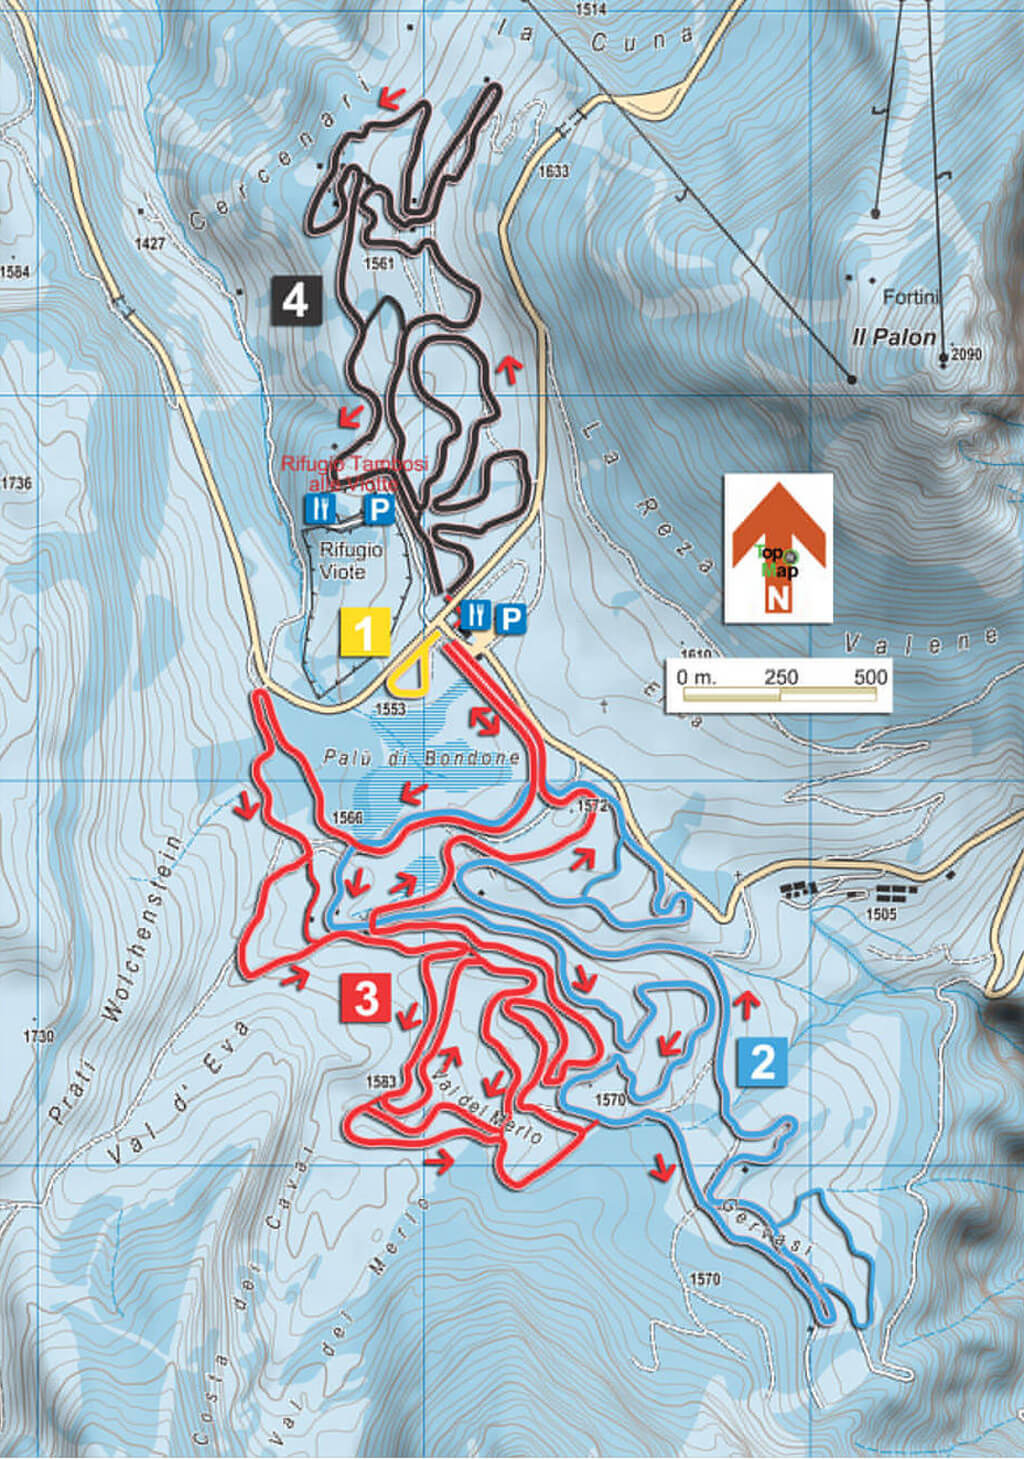 1514
la Cuna
Cercenari
1633
1427
1561
1584
4
Fortini
Il Palon
2090
La Reza
Rifugio Tambosi
alle Viotte
1736
P
Rifugio
Viote
Top
Map
N
P
1
Valene
1610
0 m. 250 500
1553
Palù di Bondone
1572
1566
1505
Prati Wolchenstein
3
1730
Val d' Eva
2
1583
Val del Merlo
1570
Gervasi
Costa dei Cavai
Val del Merlo
1570